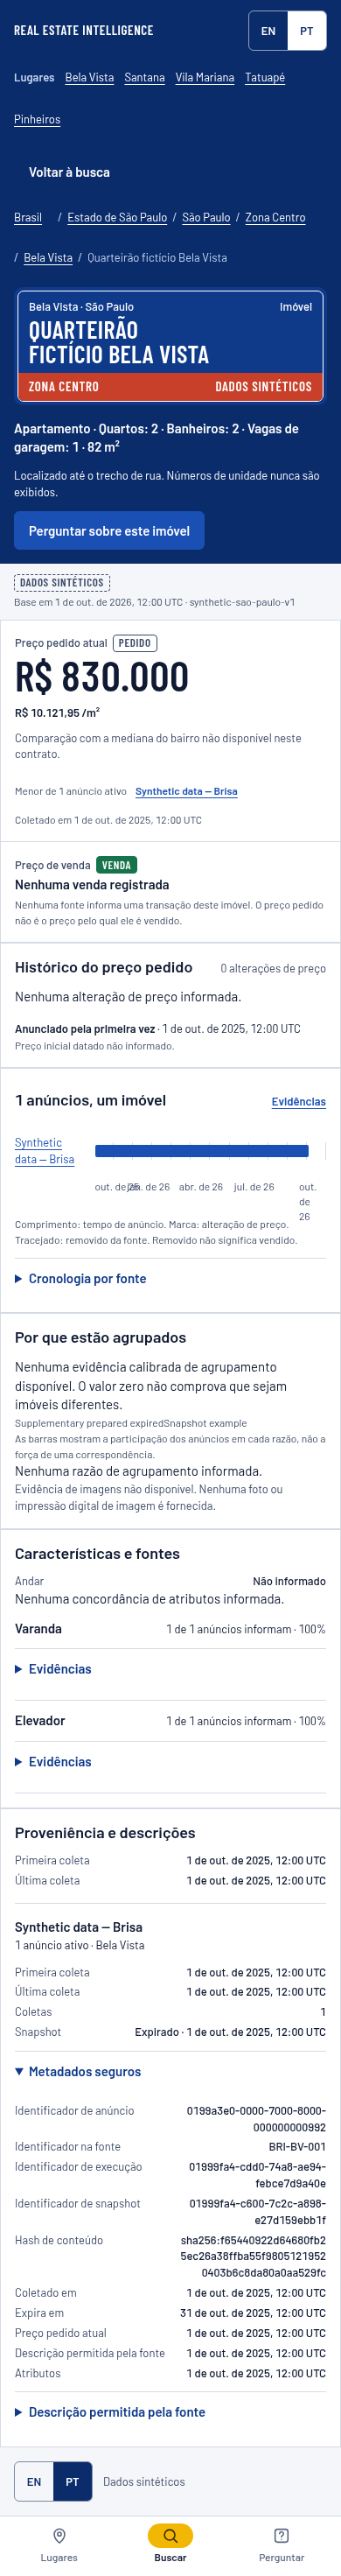 REAL ESTATE INTELLIGENCE
EN PT
Lugares Bela Vista Santana Vila Mariana Tatuapé
Pinheiros
Voltar à busca
Brasil / Estado de São Paulo / São Paulo / Zona Centro
/ Bela Vista / Quarteirão fictício Bela Vista
Bela Vista · São Paulo Imóvel
QUARTEIRÃO
FICTÍCIO BELA VISTA
ZONA CENTRO DADOS SINTÉTICOS
Apartamento · Quartos: 2 · Banheiros: 2 · Vagas de
garagem: 1 · 82 m²
Localizado até o trecho de rua. Números de unidade nunca são
exibidos.
Perguntar sobre este imóvel
DADOS SINTÉTICOS
Base em 1 de out. de 2026, 12:00 UTC · synthetic-sao-paulo-v1
Preço pedido atual PEDIDO
R$ 830.000
R$ 10.121,95 /m²
Comparação com a mediana do bairro não disponível neste
contrato.
Menor de 1 anúncio ativo Synthetic data — Brisa
Coletado em 1 de out. de 2025, 12:00 UTC
Preço de venda VENDA
Nenhuma venda registrada
Nenhuma fonte informa uma transação deste imóvel. O preço pedido
não é o preço pelo qual ele é vendido.
Histórico do preço pedido 0 alterações de preço
Nenhuma alteração de preço informada.
Anunciado pela primeira vez · 1 de out. de 2025, 12:00 UTC
Preço inicial datado não informado.
1 anúncios, um imóvel Evidências
Synthetic
data — Brisa
out. de 25 jan. de 26 abr. de 26 jul. de 26 out.
de
26
Comprimento: tempo de anúncio. Marca: alteração de preço.
Tracejado: removido da fonte. Removido não significa vendido.
Cronologia por fonte
Por que estão agrupados
Nenhuma evidência calibrada de agrupamento
disponível. O valor zero não comprova que sejam
imóveis diferentes.
Supplementary prepared expiredSnapshot example
As barras mostram a participação dos anúncios em cada razão, não a
força de uma correspondência.
Nenhuma razão de agrupamento informada.
Evidência de imagens não disponível. Nenhuma foto ou
impressão digital de imagem é fornecida.
Características e fontes
Andar Não informado
Nenhuma concordância de atributos informada.
Varanda 1 de 1 anúncios informam · 100%
Evidências
Elevador 1 de 1 anúncios informam · 100%
Evidências
Proveniência e descrições
Primeira coleta 1 de out. de 2025, 12:00 UTC
Última coleta 1 de out. de 2025, 12:00 UTC
Synthetic data — Brisa
1 anúncio ativo · Bela Vista
Primeira coleta 1 de out. de 2025, 12:00 UTC
Última coleta 1 de out. de 2025, 12:00 UTC
Coletas 1
Snapshot Expirado · 1 de out. de 2025, 12:00 UTC
Metadados seguros
Identificador de anúncio 0199a3e0-0000-7000-8000-
000000000992
Identificador na fonte BRI-BV-001
Identificador de execução 01999fa4-cdd0-74a8-ae94-
febce7d9a40e
Identificador de snapshot 01999fa4-c600-7c2c-a898-
e27d159ebb1f
Hash de conteúdo sha256:f65440922d64680fb2
5ec26a38ffba55f9805121952
0403b6c8da80a0aa529fc
Coletado em 1 de out. de 2025, 12:00 UTC
Expira em 31 de out. de 2025, 12:00 UTC
Preço pedido atual 1 de out. de 2025, 12:00 UTC
Descrição permitida pela fonte 1 de out. de 2025, 12:00 UTC
Atributos 1 de out. de 2025, 12:00 UTC
Descrição permitida pela fonte
EN PT Dados sintéticos
Lugares Buscar Perguntar